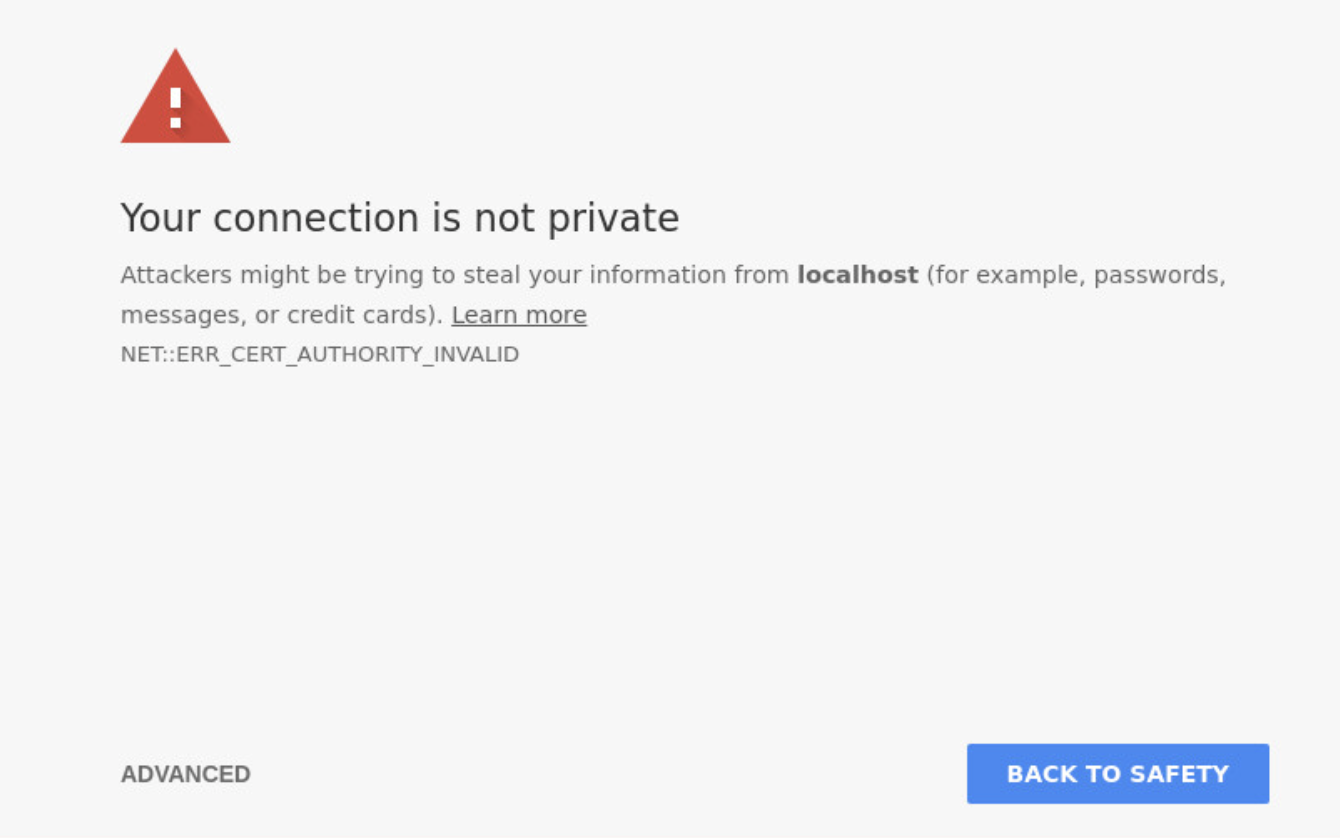 Your connection is not private
Attackers might be trying to steal your information from localhost (for example, passwords,
messages, or credit cards). Learn more
NET::ERR_CERT_AUTHORITY_INVALID
ADVANCED
BACK TO SAFETY